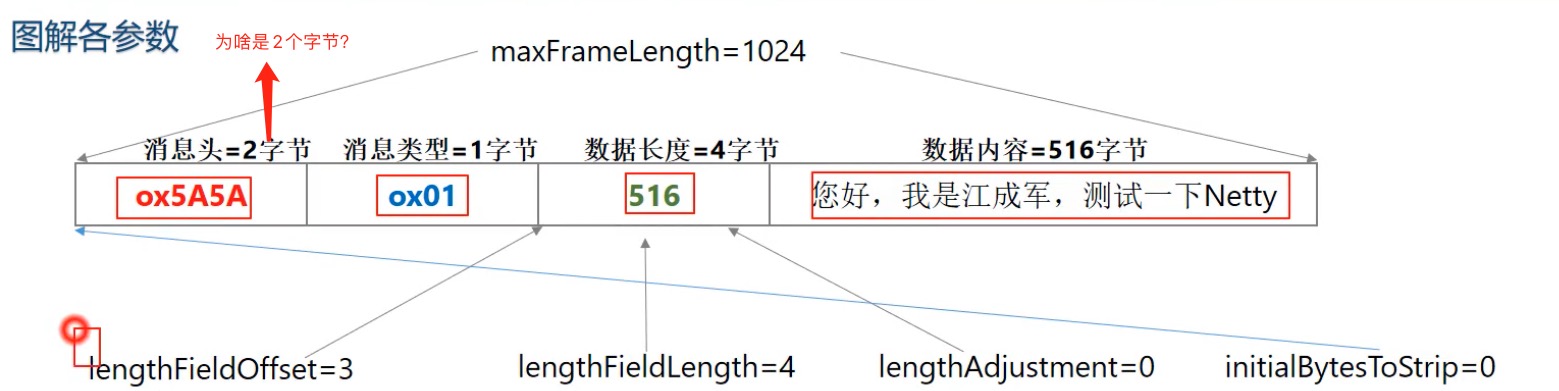 图解各参数
为啥是2个字节?
maxFrameLength=1024
消息头=2字节 消息类型=1字节 数据长度=4字节 数据内容=516字节
ox5A5A ox01 516 您好，我是江成军，测试一下Netty
lengthFieldOffset=3 lengthFieldLength=4 lengthAdjustment=0 initialBytesToStrip=0